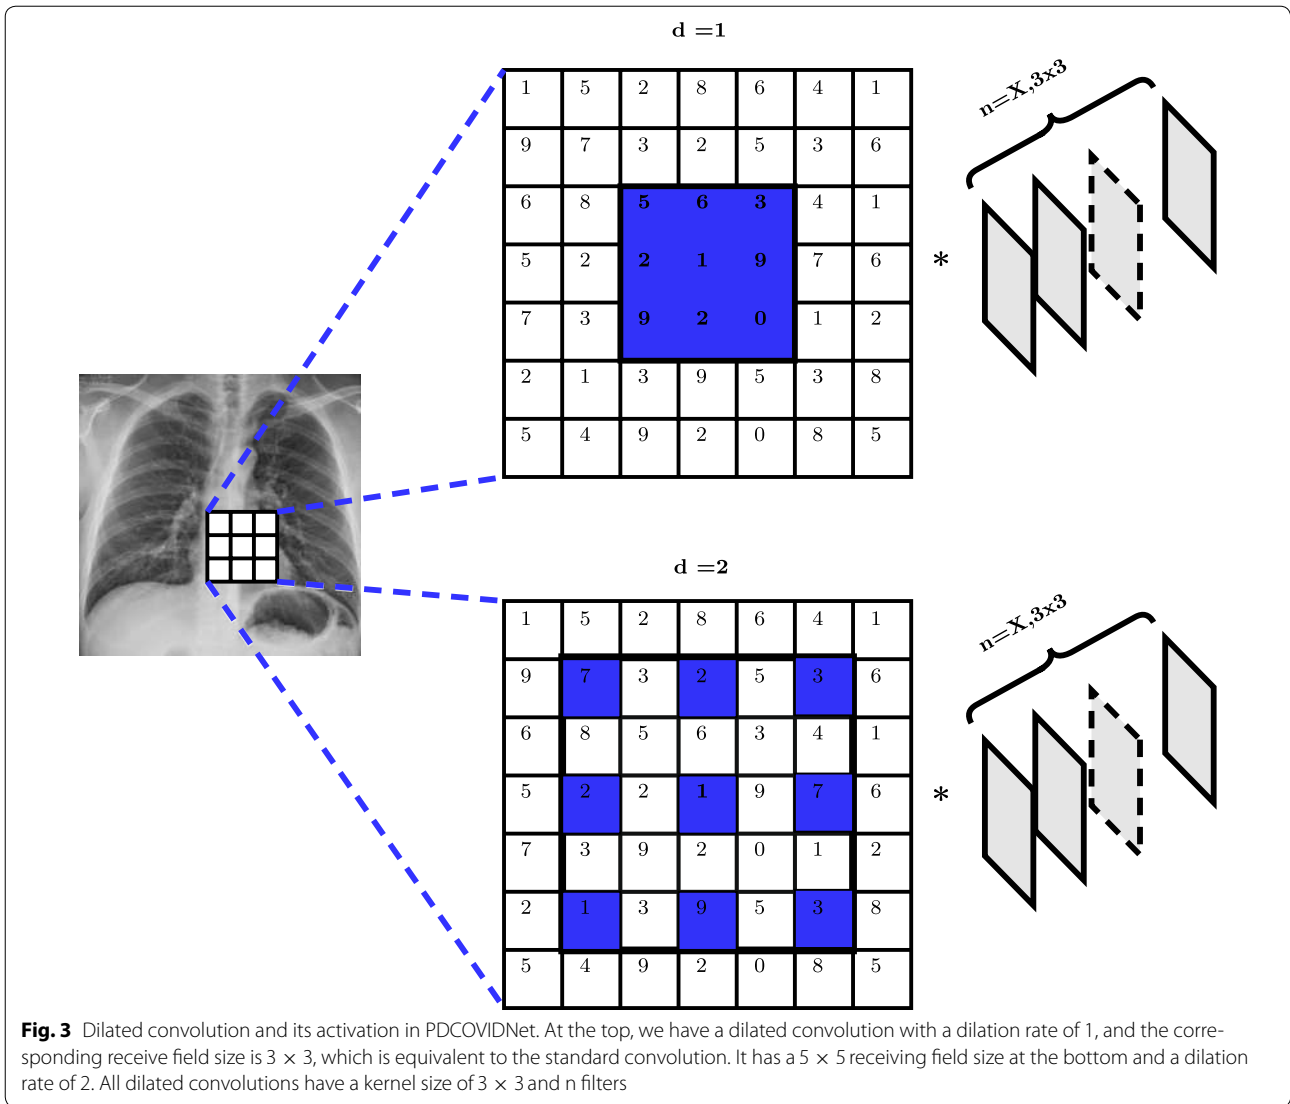 d =1
1 5 2 8 6 4 1
9 7 3 2 5 3 6
6 8 5 6 3 4 1
5 2 2 1 9 7 6
7 3 9 2 0 1 2
2 1 3 9 5 3 8
5 4 9 2 0 8 5
*
n=X,3x3
d =2
1 5 2 8 6 4 1
9 7 3 2 5 3 6
6 8 5 6 3 4 1
5 2 2 1 9 7 6
7 3 9 2 0 1 2
2 1 3 9 5 3 8
5 4 9 2 0 8 5
*
n=X,3x3
Fig. 3 Dilated convolution and its activation in PDCOVIDNet. At the top, we have a dilated convolution with a dilation rate of 1, and the corre-
sponding receive field size is 3 × 3, which is equivalent to the standard convolution. It has a 5 × 5 receiving field size at the bottom and a dilation
rate of 2. All dilated convolutions have a kernel size of 3 × 3 and n filters